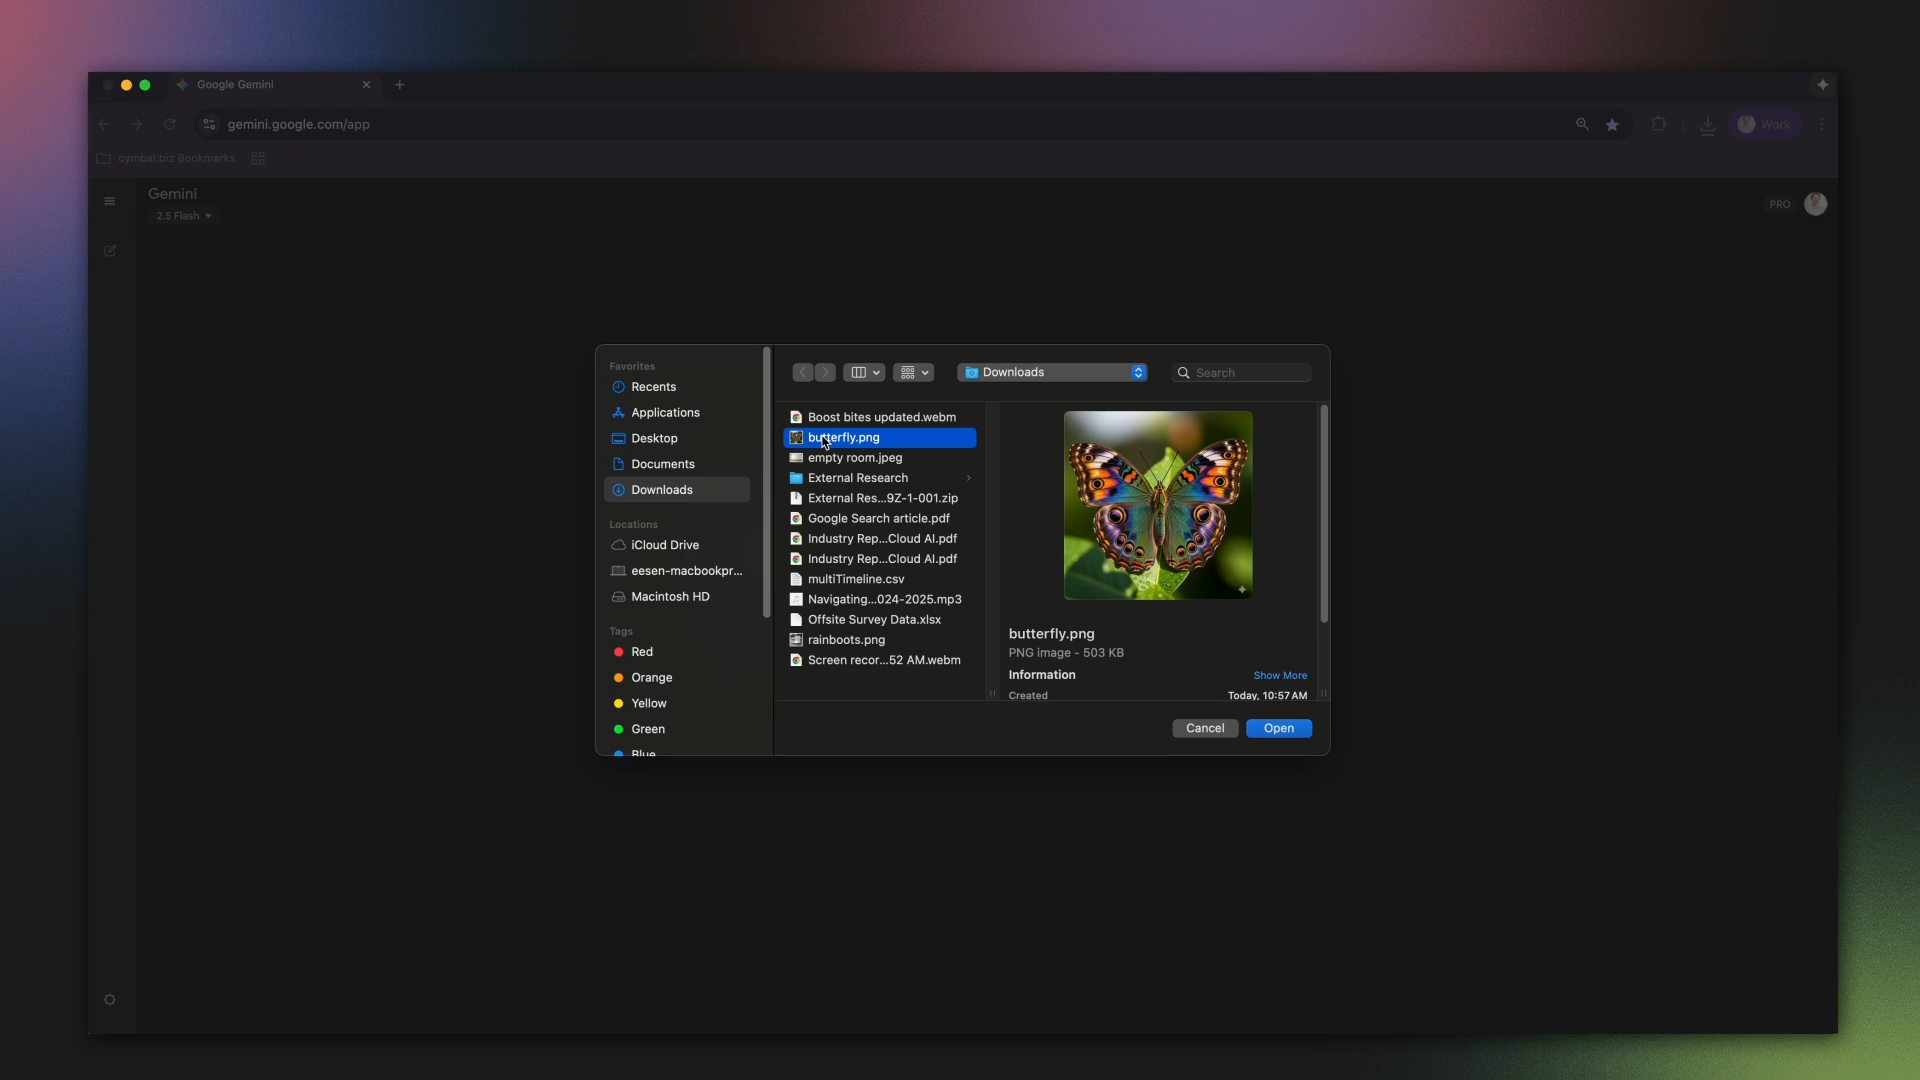 Google Gemini
gemini.google.com/app
Work
cymbal.biz Bookmarks
Gemini
2.5 Flash
PRO
Favorites
Recents
Applications
Desktop
Documents
Downloads
Locations
iCloud Drive
eesen-macbookpr...
Macintosh HD
Tags
Red
Orange
Yellow
Green
Blue
Downloads
Search
Boost bites updated.webm
butterfly.png
empty room.jpeg
External Research
External Res...9Z-1-001.zip
Google Search article.pdf
Industry Rep...Cloud AI.pdf
Industry Rep...Cloud AI.pdf
multiTimeline.csv
Navigating...024-2025.mp3
Offsite Survey Data.xlsx
rainboots.png
Screen recor...52 AM.webm
butterfly.png
PNG image - 503 KB
Information
Show More
Created
Today, 10:57 AM
Cancel
Open